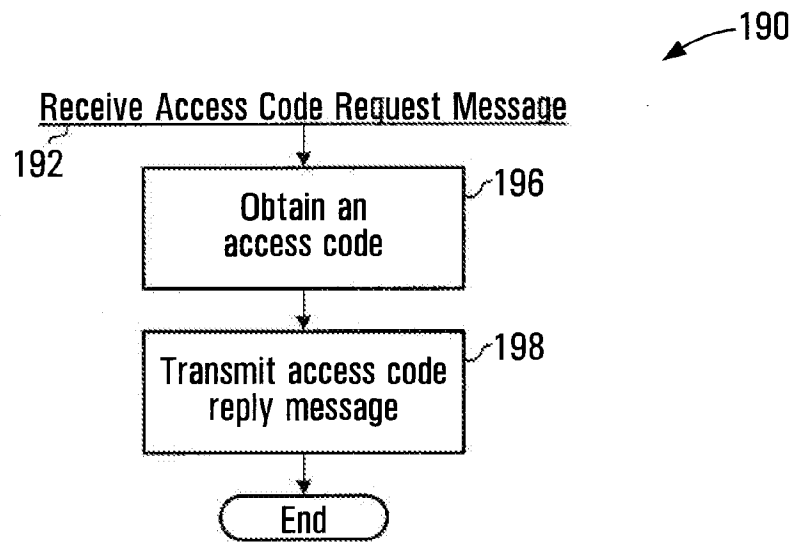 190
Receive Access Code Request Message
192
196
Obtain an
access code
198
Transmit access code
reply message
End